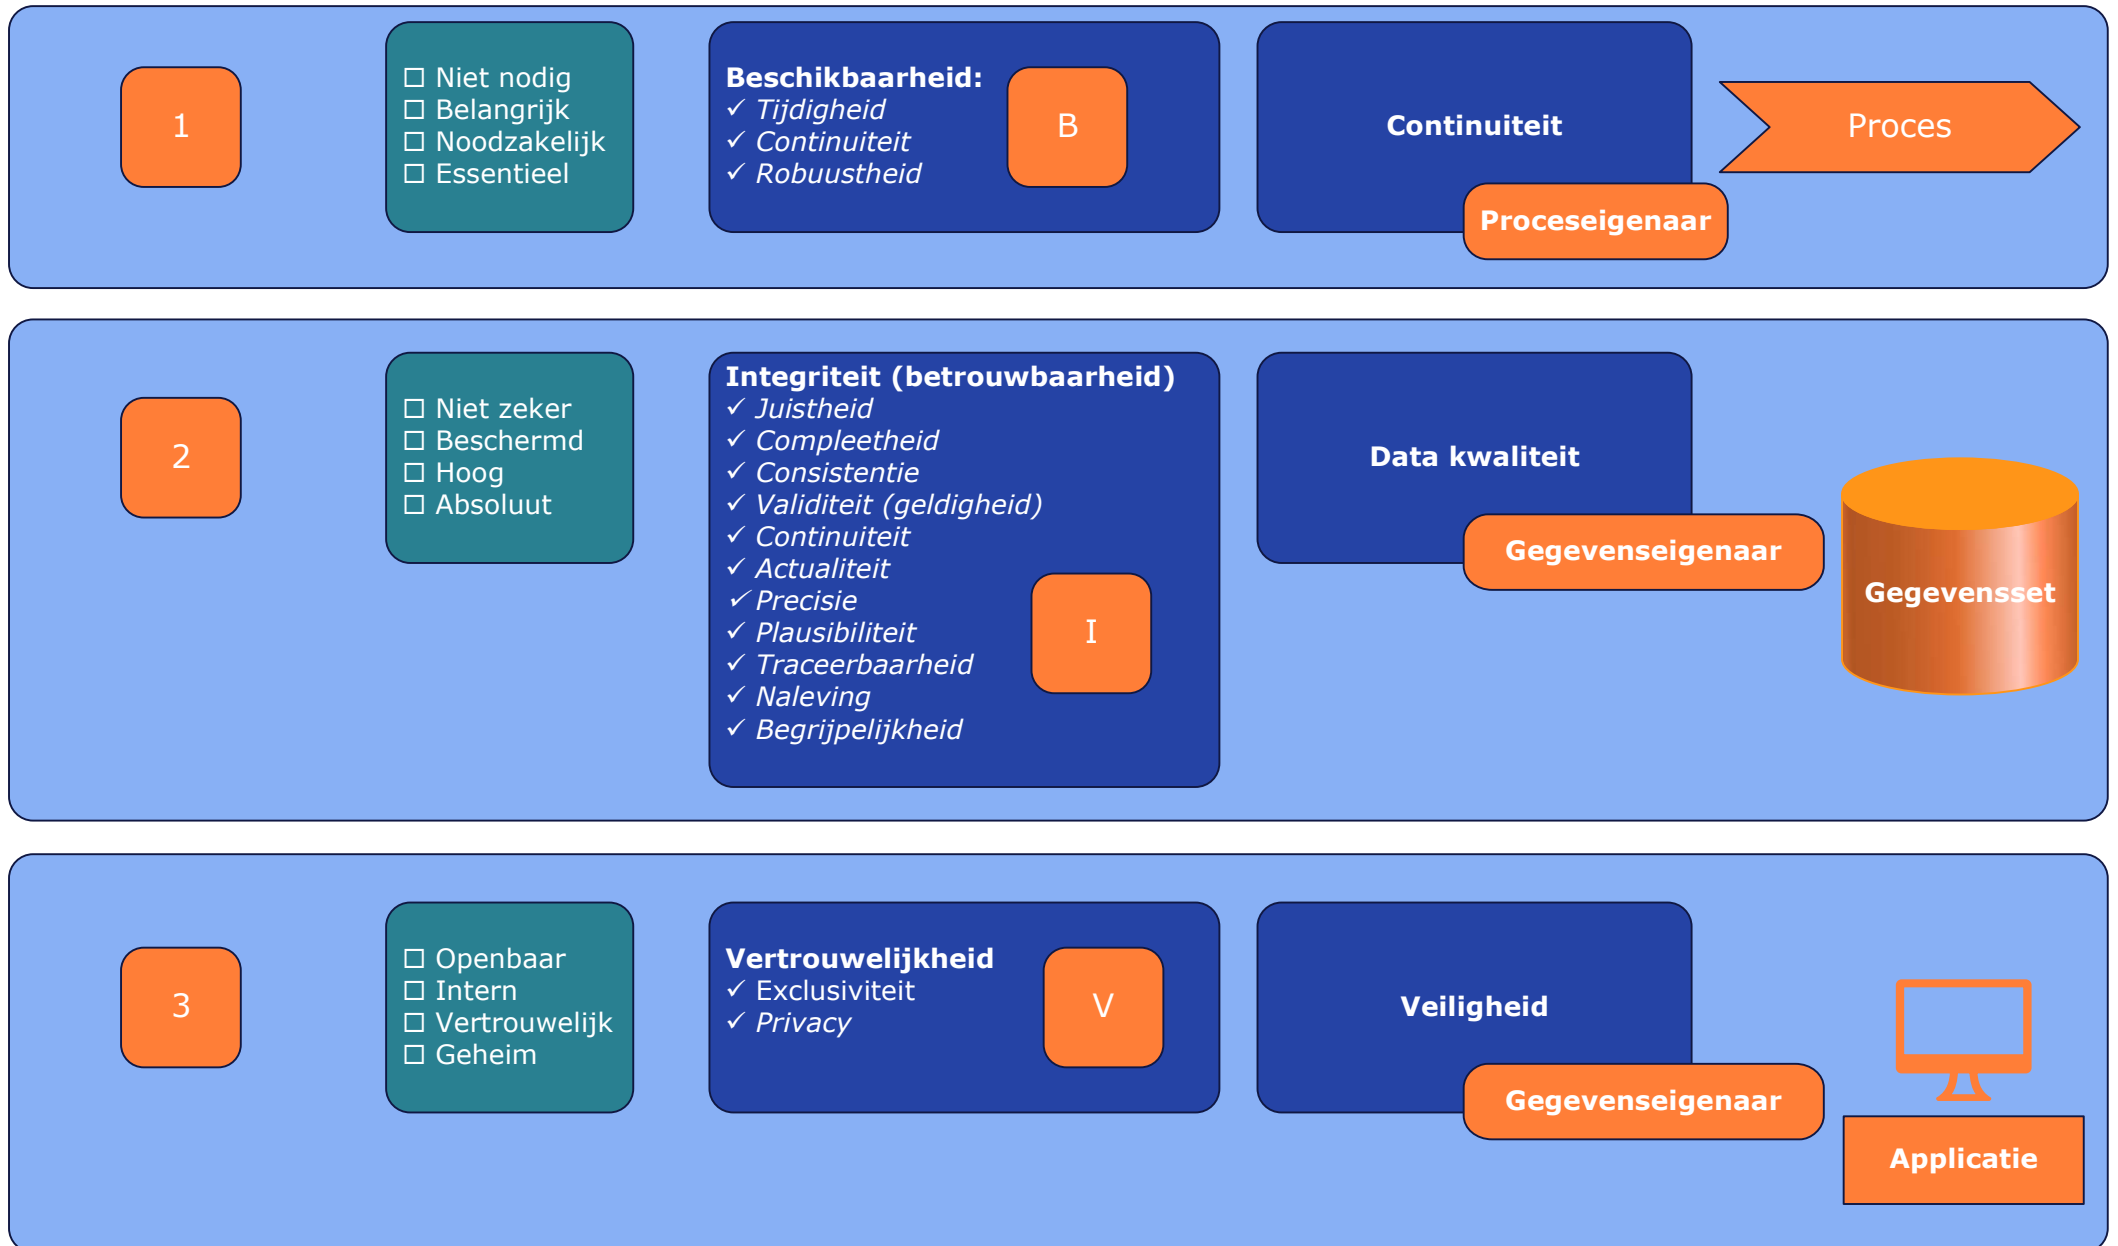 1
☐ Niet nodig
☐ Belangrijk
☐ Noodzakelijk
☐ Essentieel
Beschikbaarheid:
✓ Tijdigheid
✓ Continuiteit
✓ Robuustheid
B
Continuiteit
Proceseigenaar
Proces
2
☐ Niet zeker
☐ Beschermd
☐ Hoog
☐ Absoluut
Integriteit (betrouwbaarheid)
✓ Juistheid
✓ Compleetheid
✓ Consistentie
✓ Validiteit (geldigheid)
✓ Continuiteit
✓ Actualiteit
✓ Precisie
✓ Plausibiliteit
✓ Traceerbaarheid
✓ Naleving
✓ Begrijpelijkheid
I
Data kwaliteit
Gegevenseigenaar
Gegevensset
3
☐ Openbaar
☐ Intern
☐ Vertrouwelijk
☐ Geheim
Vertrouwelijkheid
✓ Exclusiviteit
✓ Privacy
V
Veiligheid
Gegevenseigenaar
Applicatie